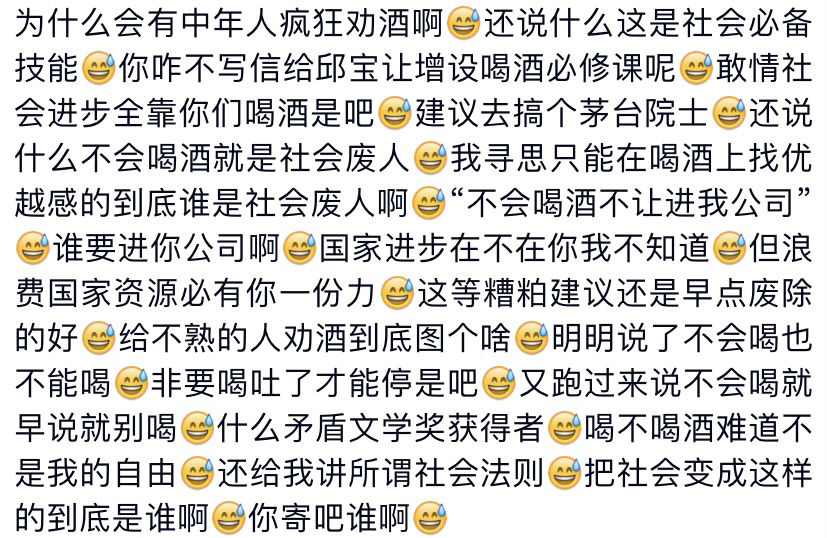 为什么会有中年人疯狂劝酒啊😅还说什么这是社会必备
技能😅你咋不写信给邱宝让增设喝酒必修课呢😅敢情社
会进步全靠你们喝酒是吧😅建议去搞个茅台院士😅还说
什么不会喝酒就是社会废人😅我寻思只能在喝酒上找优
越感的到底谁是社会废人啊😅“不会喝酒不让进我公司”
😅谁要进你公司啊😅国家进步在不在你我不知道😅但浪
费国家资源必有你一份力😅这等糟粕建议还是早点废除
的好😅给不熟的人劝酒到底图个啥😅明明说了不会喝也
不能喝😅非要喝吐了才能停是吧😅又跑过来说不会喝就
早说就别喝😅什么矛盾文学奖获得者😅喝不喝酒难道不
是我的自由😅还给我讲所谓社会法则😅把社会变成这样
的到底是谁啊😅你寄吧谁啊😅